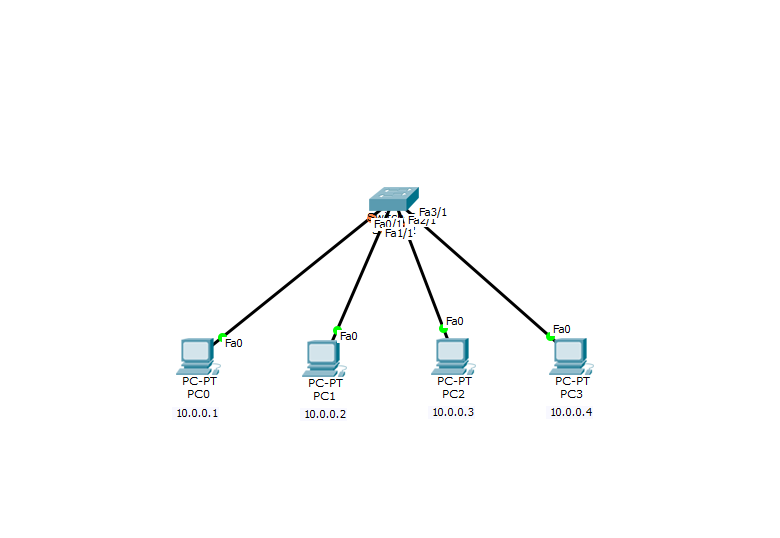 Fa3/1
Fa2/1
Fa0/1
Fa1/1
Fa0
Fa0
Fa0
Fa0
PC-PT
PC0
10.0.0.1
PC-PT
PC1
10.0.0.2
PC-PT
PC2
10.0.0.3
PC-PT
PC3
10.0.0.4